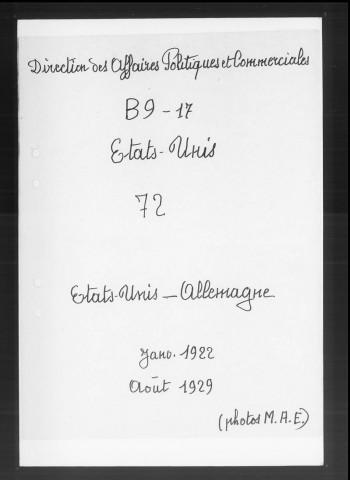 Direction des Affaires Politiques et Commerciales
B9-17
Etats-Unis
72
Etats-Unis - Allemagne
Janv. 1922
Août 1929
(photos M.A.E.)